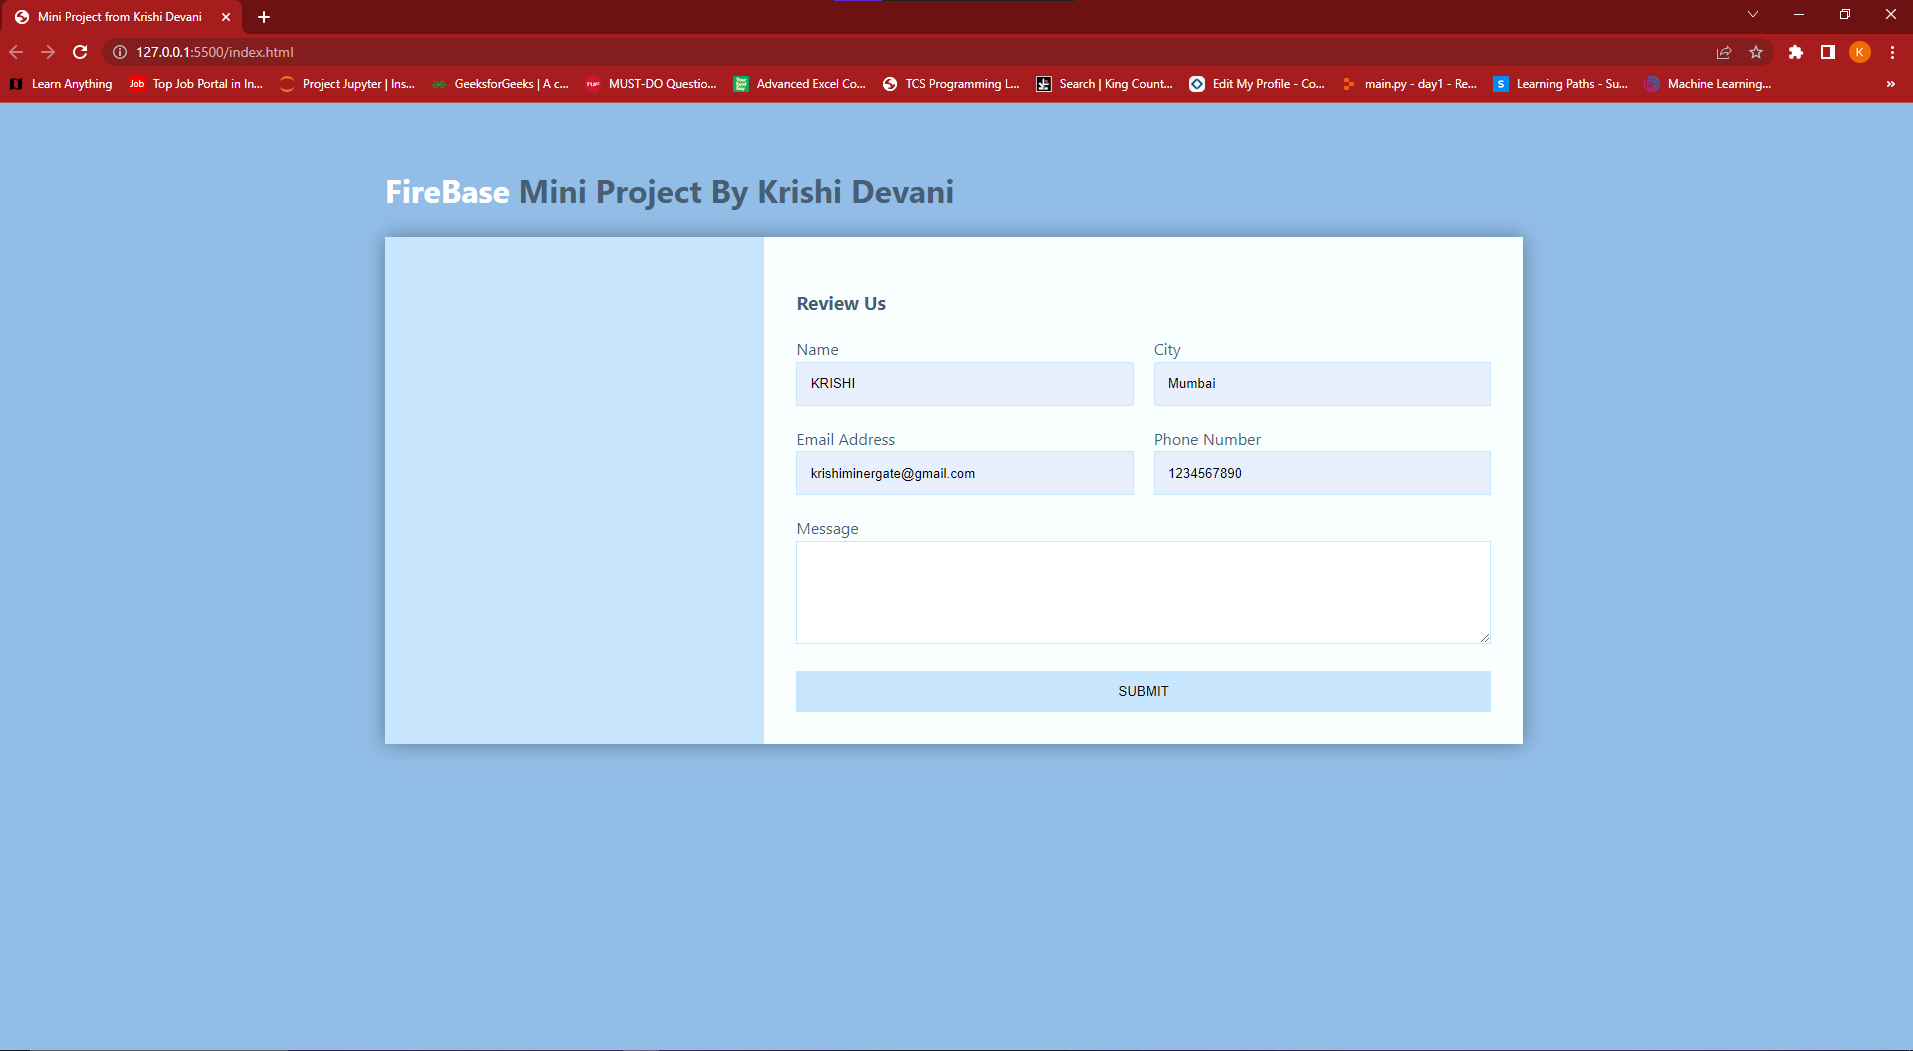 Mini Project from Krishi Devani
127.0.0.1:5500/index.html
K
Learn Anything
Job Top Job Portal in In...
Project Jupyter | Ins...
GeeksforGeeks | A c...
MUST-DO Questio...
Advanced Excel Co...
TCS Programming L...
Search | King Count...
Edit My Profile - Co...
main.py - day1 - Re...
S Learning Paths - Su...
Machine Learning...
FireBase Mini Project By Krishi Devani
Review Us
Name City
KRISHI Mumbai
Email Address Phone Number
krishiminergate@gmail.com 1234567890
Message
SUBMIT